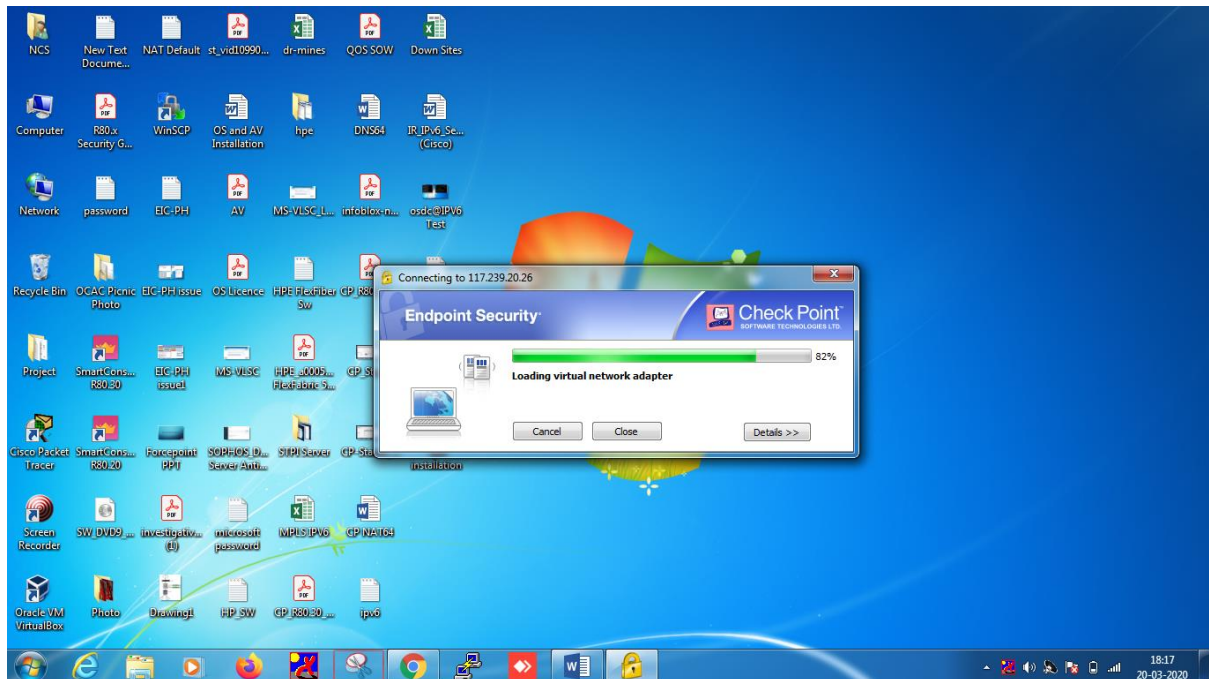 NCS
New Text Docume...
NAT Default
st_vid10990...
dr-mines
QOS SOW
Down Sites
Computer
R80.x Security G...
WinSCP
OS and AV Installation
hpe
DNS64
IR_IPv6_Se... (Cisco)
Network
password
EIC-PH
AV
MS-VLSC_L...
infoblox-n...
osdc@IPV6 Test
Recycle Bin
OCAC Picnic Photo
EIC-PH issue
OS Licence
HPE FlexFiber Sw
CP_R80
Connecting to 117.239.20.26
Endpoint Security
Check Point
SOFTWARE TECHNOLOGIES LTD.
82%
Loading virtual network adapter
Cancel
Close
Details >>
Project
SmartCons... R80.30
EIC-PH issue1
MS-VLSC
HPE_a0005... FlexFabric 5...
Cisco Packet Tracer
SmartCons... R80.20
Forcepoint PPT
SOPHOS_D... Server Anti...
STPI Server
CP-Sta
installation
Screen Recorder
SW_DVD9_...
investigativ... (1)
microsoft password
MPLS IPV6
CP NAT64
Oracle VM VirtualBox
Photo
Drawing1
HP_SW
CP_R80.30_...
ipv6
18:17
20-03-2020